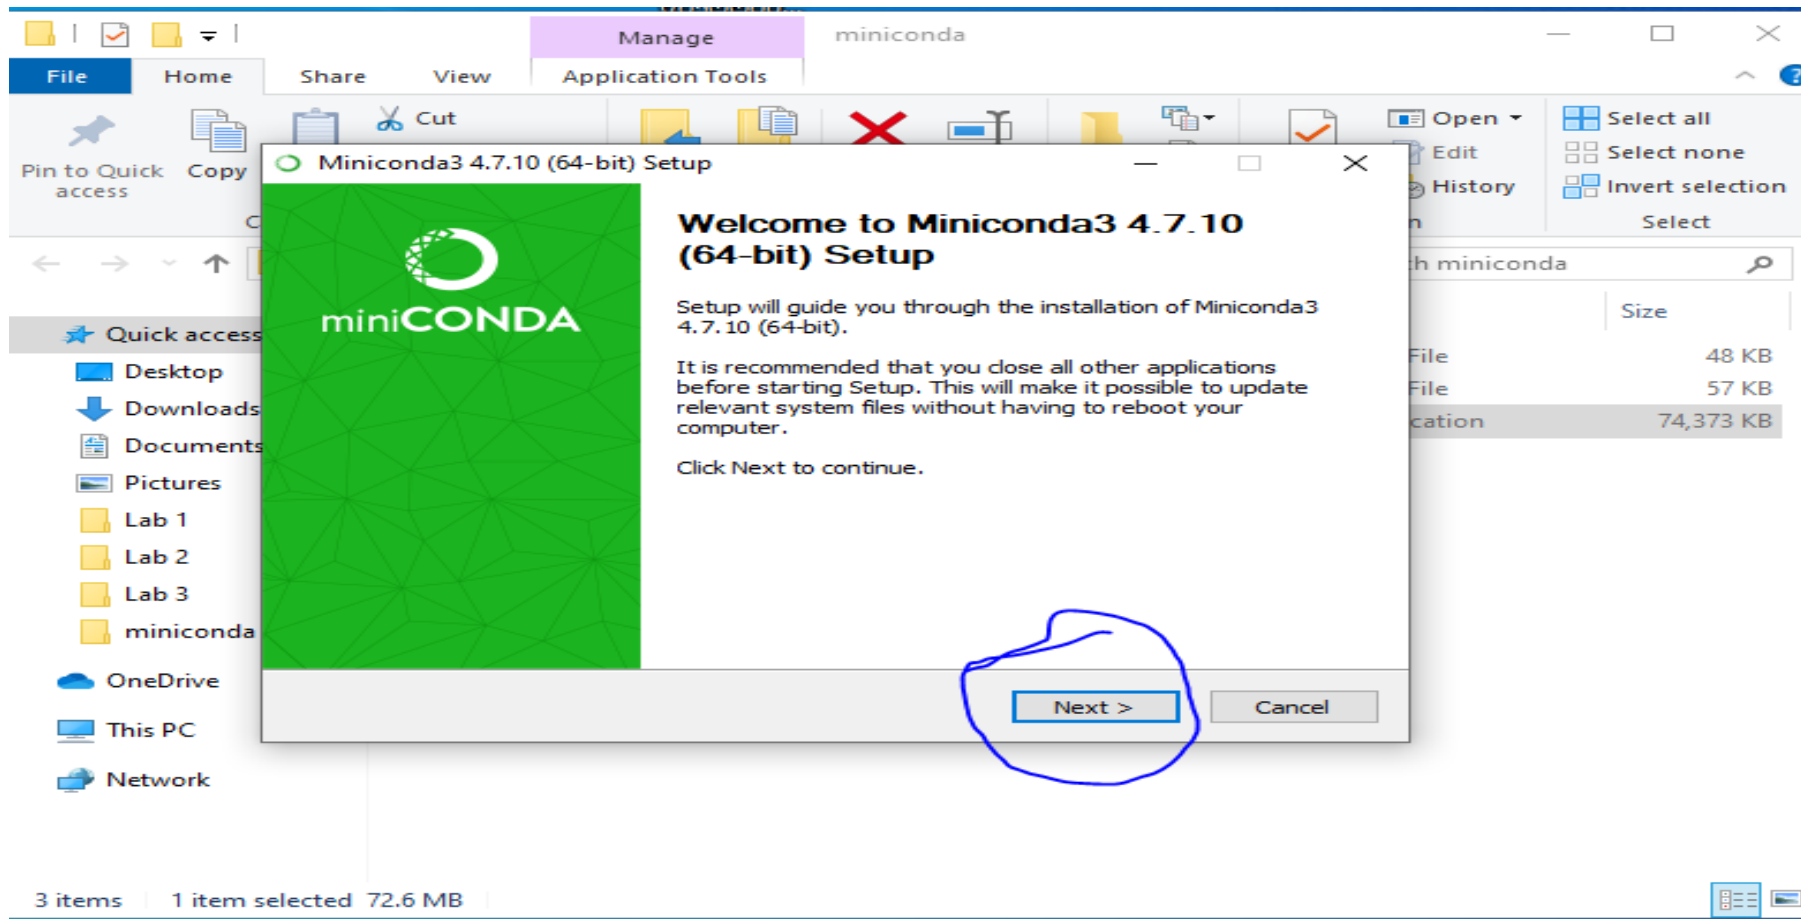 Manage
miniconda
File
Home
Share
View
Application Tools
Cut
Open
Select all
Pin to Quick access
Copy
Edit
Select none
History
Invert selection
Select
Miniconda3 4.7.10 (64-bit) Setup
miniCONDA
Welcome to Miniconda3 4.7.10
(64-bit) Setup
Setup will guide you through the installation of Miniconda3
4.7.10 (64-bit).
It is recommended that you close all other applications
before starting Setup. This will make it possible to update
relevant system files without having to reboot your
computer.
Click Next to continue.
Next >
Cancel
h miniconda
Size
File
48 KB
File
57 KB
cation
74,373 KB
Quick access
Desktop
Downloads
Documents
Pictures
Lab 1
Lab 2
Lab 3
miniconda
OneDrive
This PC
Network
3 items
1 item selected 72.6 MB